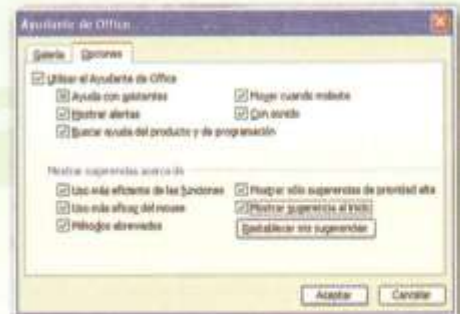 Ayudante de Office
Galería Opciones
Utilizar el Ayudante de Office
Ayuda con asistentes Mover cuando moleste
Mostrar alertas Con sonido
Buscar ayuda del producto y de programación
Mostrar sugerencias acerca de
Uso más eficiente de las funciones Mostrar sólo sugerencias de prioridad alta
Uso más eficaz del mouse Mostrar sugerencia al inicio
Métodos abreviados Restablecer mis sugerencias
Aceptar Cancelar